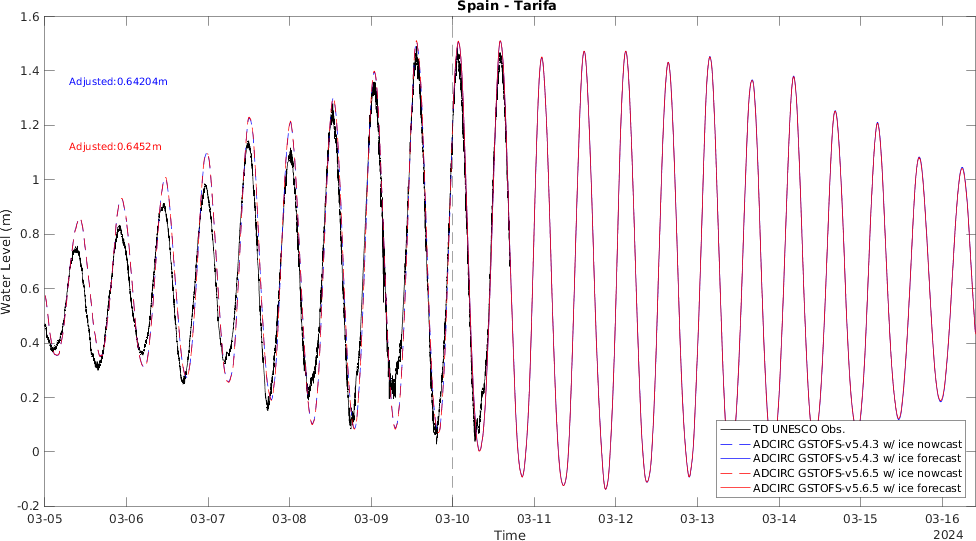 Spain - Tarifa
1.6
1.4
1.2
1
0.8
0.6
0.4
0.2
0
-0.2
Water Level (m)
Adjusted:0.64204m
Adjusted:0.6452m
TD UNESCO Obs.
ADCIRC GSTOFS-v5.4.3 w/ ice nowcast
ADCIRC GSTOFS-v5.4.3 w/ ice forecast
ADCIRC GSTOFS-v5.6.5 w/ ice nowcast
ADCIRC GSTOFS-v5.6.5 w/ ice forecast
03-05 03-06 03-07 03-08 03-09 03-10 03-11 03-12 03-13 03-14 03-15 03-16
Time
2024